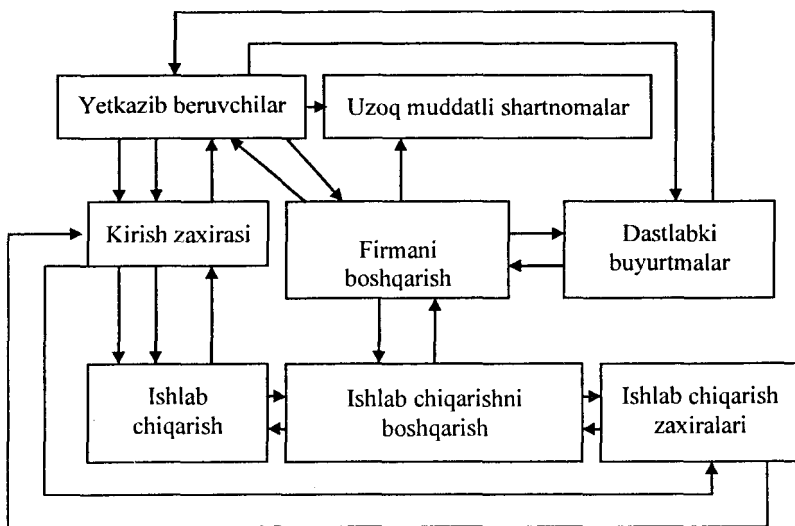 Yetkazib beruvchilar
Uzoq muddatli shartnomalar
Kirish zaxirasi
Firmani
boshqarish
Dastlabki
buyurtmalar
Ishlab
chiqarish
Ishlab chiqarishni
boshqarish
Ishlab chiqarish
zaxiralari